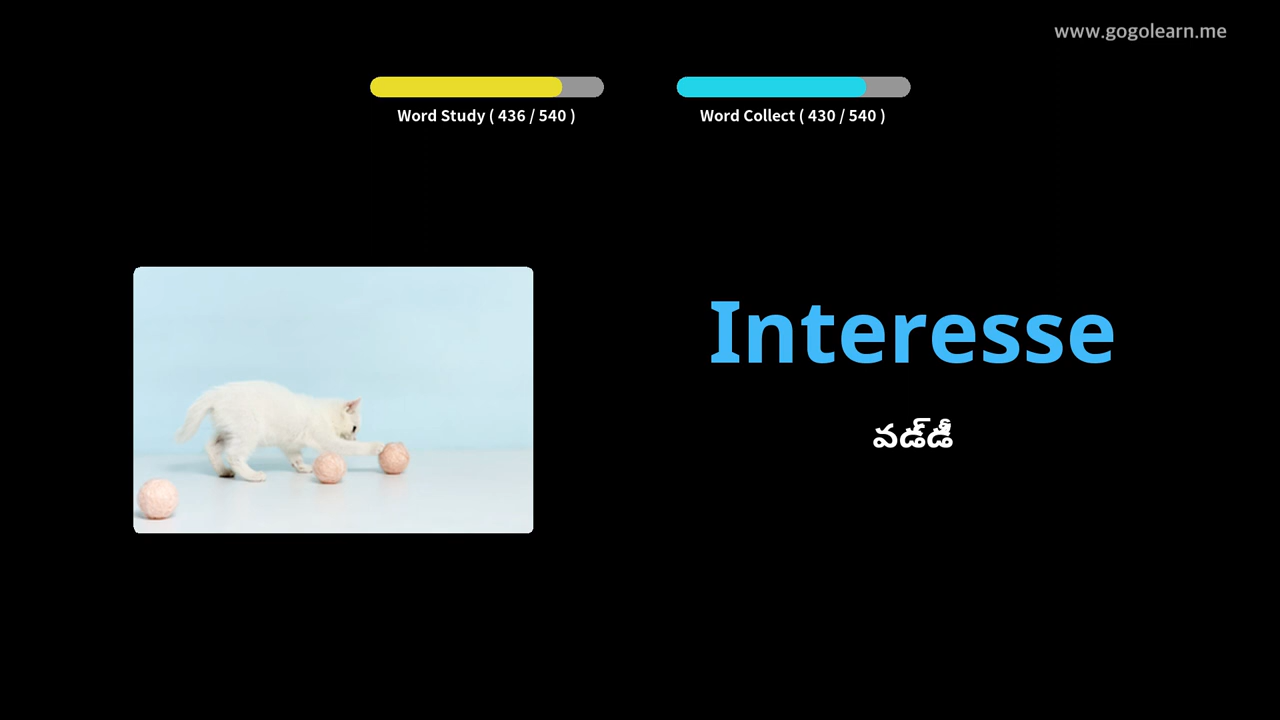 www.gogolearn.me
Word Study ( 436 / 540 )
Word Collect ( 430 / 540 )
Interesse
వడ్‌డీ